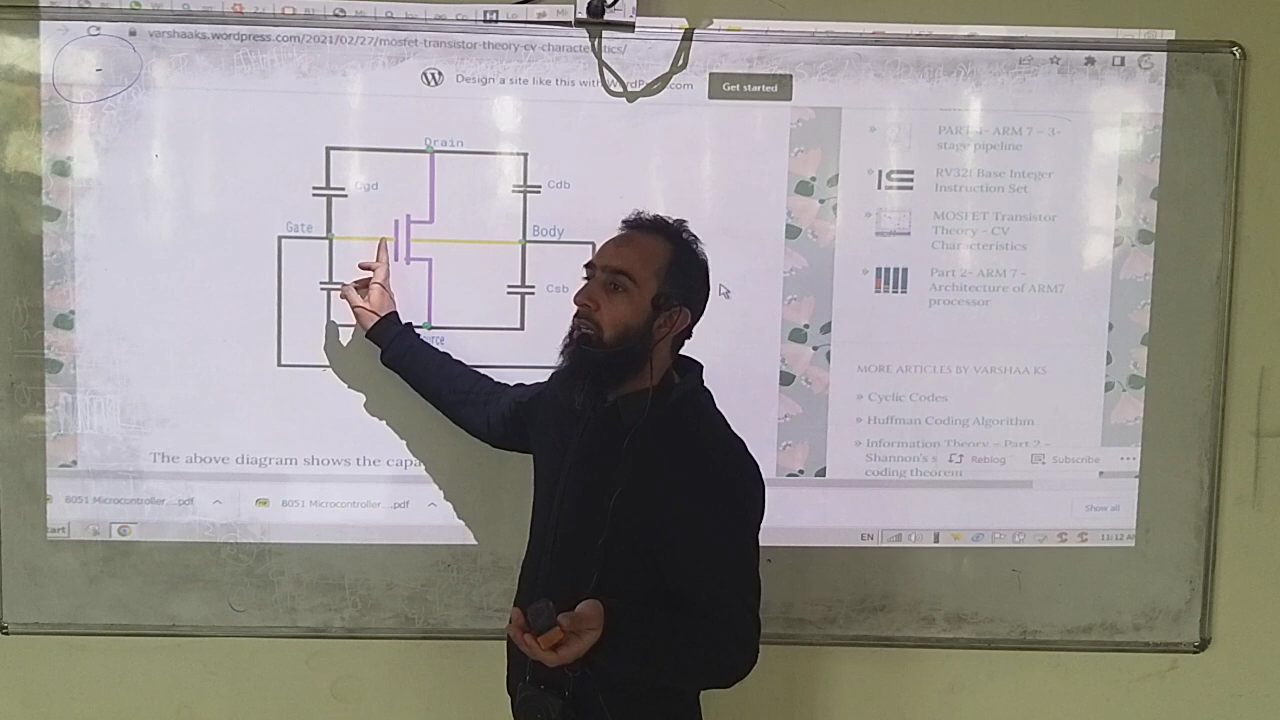 varshaaks.wordpress.com/2021/02/27/mosfet-transistor-theory-cv-characteristics/
Design a site like this with WordPress.com
Get started
Drain
Cgd
Cdb
Gate
Body
Csb
The above diagram shows the capa
PART 4- ARM 7 – 3-
stage pipeline
RV32I Base Integer
Instruction Set
MOSFET Transistor
Theory - CV
Characteristics
Part 2- ARM 7 -
Architecture of ARM7
processor
MORE ARTICLES BY VARSHAA KS
» Cyclic Codes
» Huffman Coding Algorithm
» Information Theory – Part 2 –
Shannon's s
coding theorem
Reblog
Subscribe
8051 Microcontroller....pdf
8051 Microcontroller....pdf
Show all
EN
11:12 A